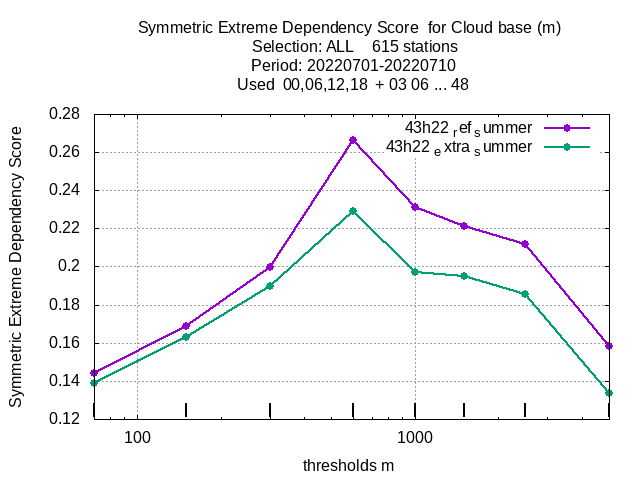 Symmetric Extreme Dependency Score  for Cloud base (m)
Selection: ALL    615 stations
Period: 20220701-20220710
Used  00,06,12,18  + 03 06 ... 48
0.28
0.26
0.24
0.22
0.2
0.18
0.16
0.14
0.12
Symmetric Extreme Dependency Score
43h22 ref summer
43h22 extra summer
100
1000
thresholds m